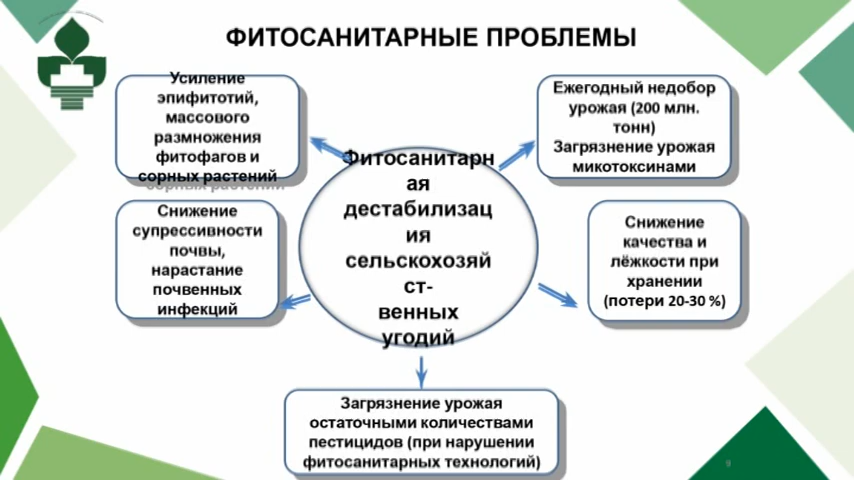 ФИТОСАНИТАРНЫЕ ПРОБЛЕМЫ
Усиление
эпифитотий,
массового
размножения
фитофагов и
сорных растений
Ежегодный недобор
урожая (200 млн.
тонн)
Загрязнение урожая
микотоксинами
Фитосанитарн
ая
дестабилизац
ия
сельскохозяй
ст-
венных
угодий
Снижение
супрессивности
почвы,
нарастание
почвенных
инфекций
Снижение
качества и
лёжкости при
хранении
(потери 20-30 %)
Загрязнение урожая
остаточными количествами
пестицидов (при нарушении
фитосанитарных технологий)
9